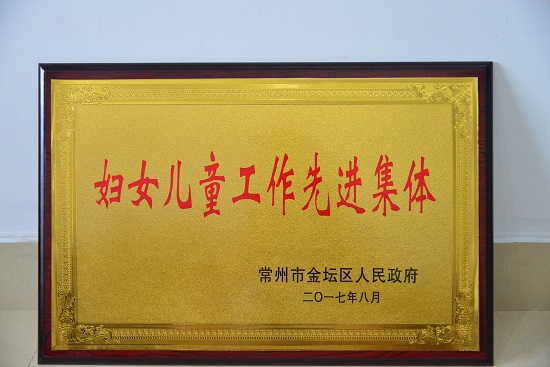 妇女儿童工作先进集体
常州市金坛区人民政府
二〇一七年八月